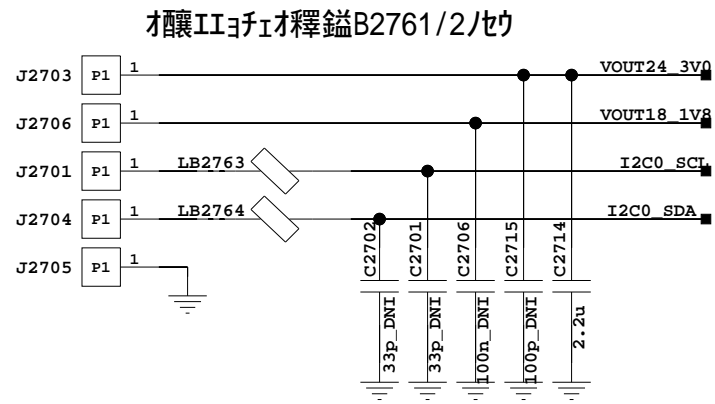 ｵ釀ｴｴｮﾁｪｴｵ釋鎰B2761/2ﾉｾｳ
J2703 P1 1 VOUT24_3V0
J2706 P1 1 VOUT18_1V8
J2701 P1 1 LB2763 I2C0_SCL
J2704 P1 1 LB2764 I2C0_SDA
J2705 P1 1
C2702
C2701
C2706
C2715
C2714
33p_DNI
33p_DNI
100n_DNI
100p_DNI
2.2u